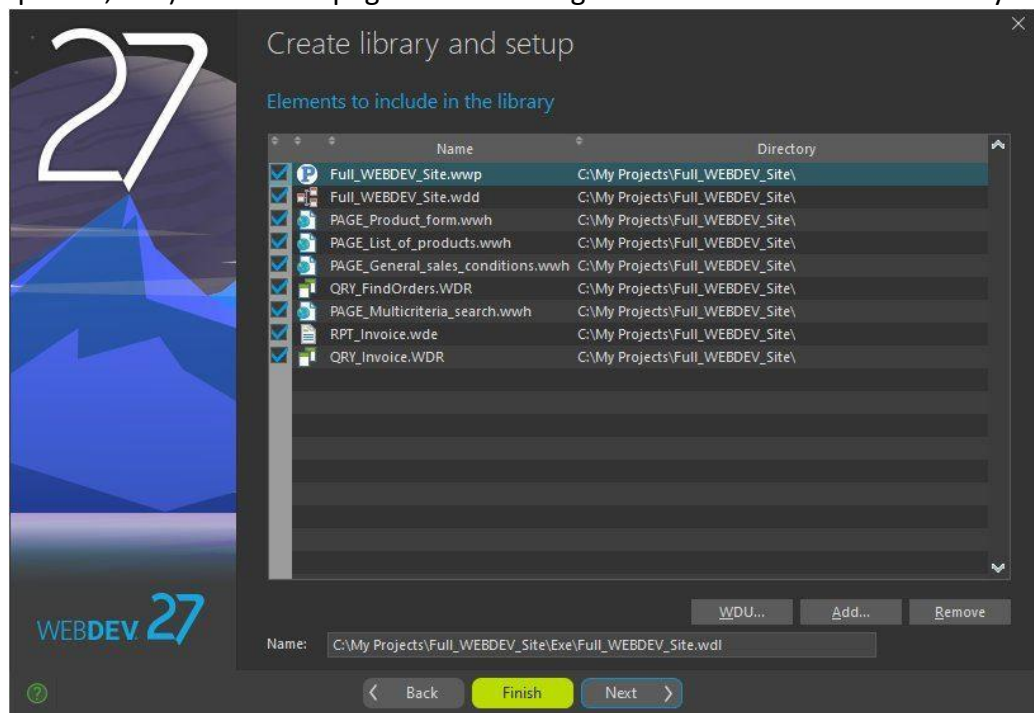 27
Create library and setup
Elements to include in the library
Name Directory
Full_WEBDEV_Site.wwp C:\My Projects\Full_WEBDEV_Site\
Full_WEBDEV_Site.wdd C:\My Projects\Full_WEBDEV_Site\
PAGE_Product_form.wwh C:\My Projects\Full_WEBDEV_Site\
PAGE_List_of_products.wwh C:\My Projects\Full_WEBDEV_Site\
PAGE_General_sales_conditions.wwh C:\My Projects\Full_WEBDEV_Site\
QRY_FindOrders.WDR C:\My Projects\Full_WEBDEV_Site\
PAGE_Multicriteria_search.wwh C:\My Projects\Full_WEBDEV_Site\
RPT_Invoice.wde C:\My Projects\Full_WEBDEV_Site\
QRY_Invoice.WDR C:\My Projects\Full_WEBDEV_Site\
WDU... Add... Remove
WEBDEV 27
Name: C:\My Projects\Full_WEBDEV_Site\Exe\Full_WEBDEV_Site.wdl
? Back Finish Next